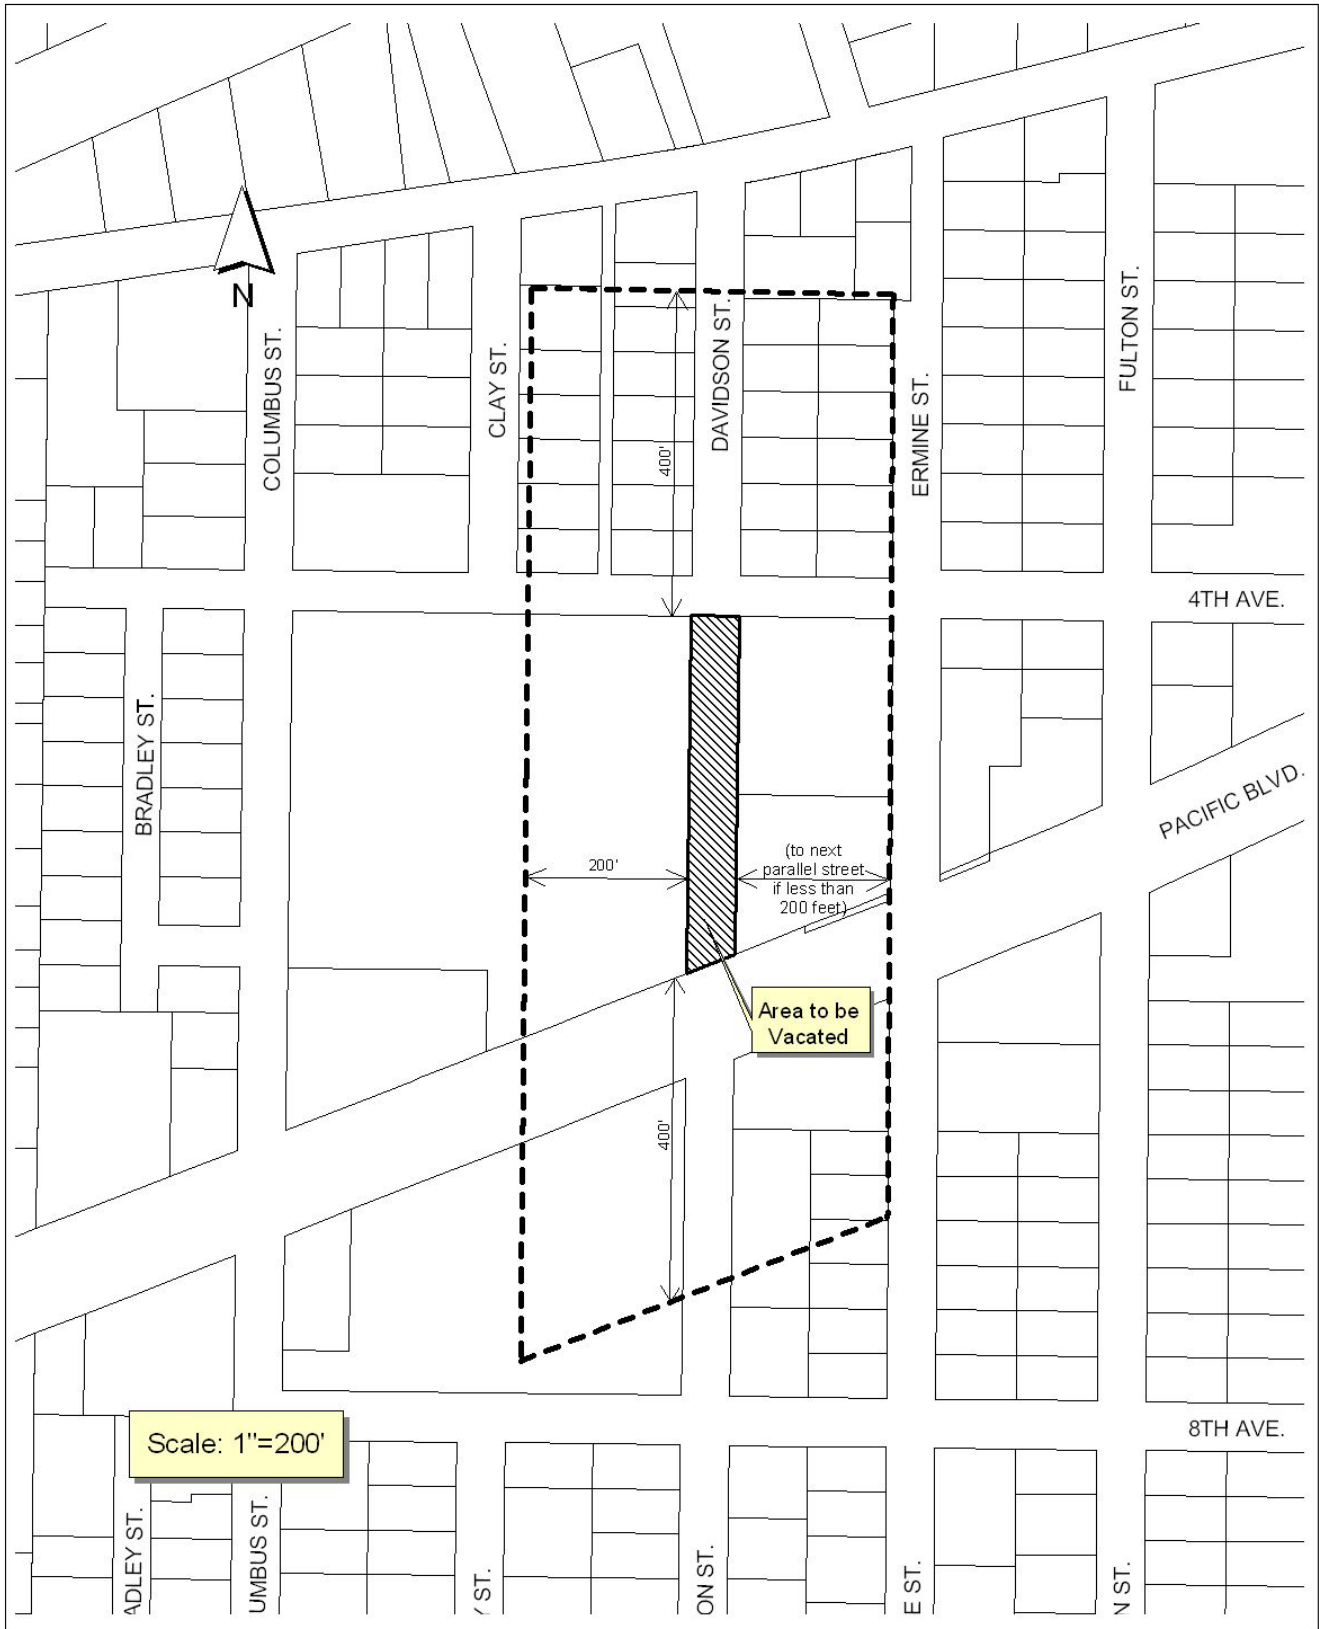 N
COLUMBUS ST.
CLAY ST.
DAVIDSON ST.
ERMINE ST.
FULTON ST.
400'
4TH AVE.
BRADLEY ST.
PACIFIC BLVD.
200'
(to next
parallel street
if less than
200 feet)
Area to be
Vacated
400'
8TH AVE.
Scale: 1"=200'
ADLEY ST.
UMBUS ST.
Y ST.
ON ST.
E ST.
N ST.